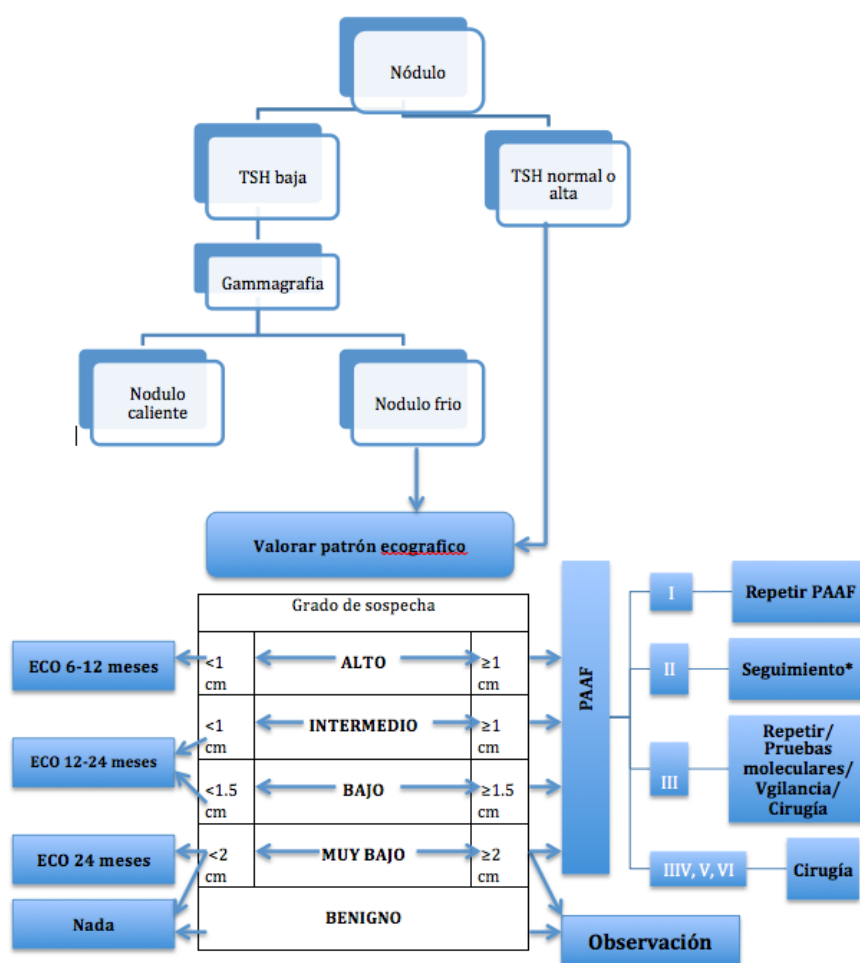 Nódulo
TSH baja
TSH normal o
alta
Gammagrafia
Nodulo
caliente
Nodulo frio
Valorar patrón ecografico
Grado de sospecha
ECO 6-12 meses
<1
cm
ALTO
≥1
cm
<1
cm
INTERMEDIO
≥1
cm
ECO 12-24 meses
<1.5
cm
BAJO
≥1.5
cm
ECO 24 meses
<2
cm
MUY BAJO
≥2
cm
Nada
BENIGNO
Observación
PAAF
I
Repetir PAAF
II
Seguimiento*
III
Repetir/
Pruebas
moleculares/
Vgilancia/
Cirugía
IIIV, V, VI
Cirugía